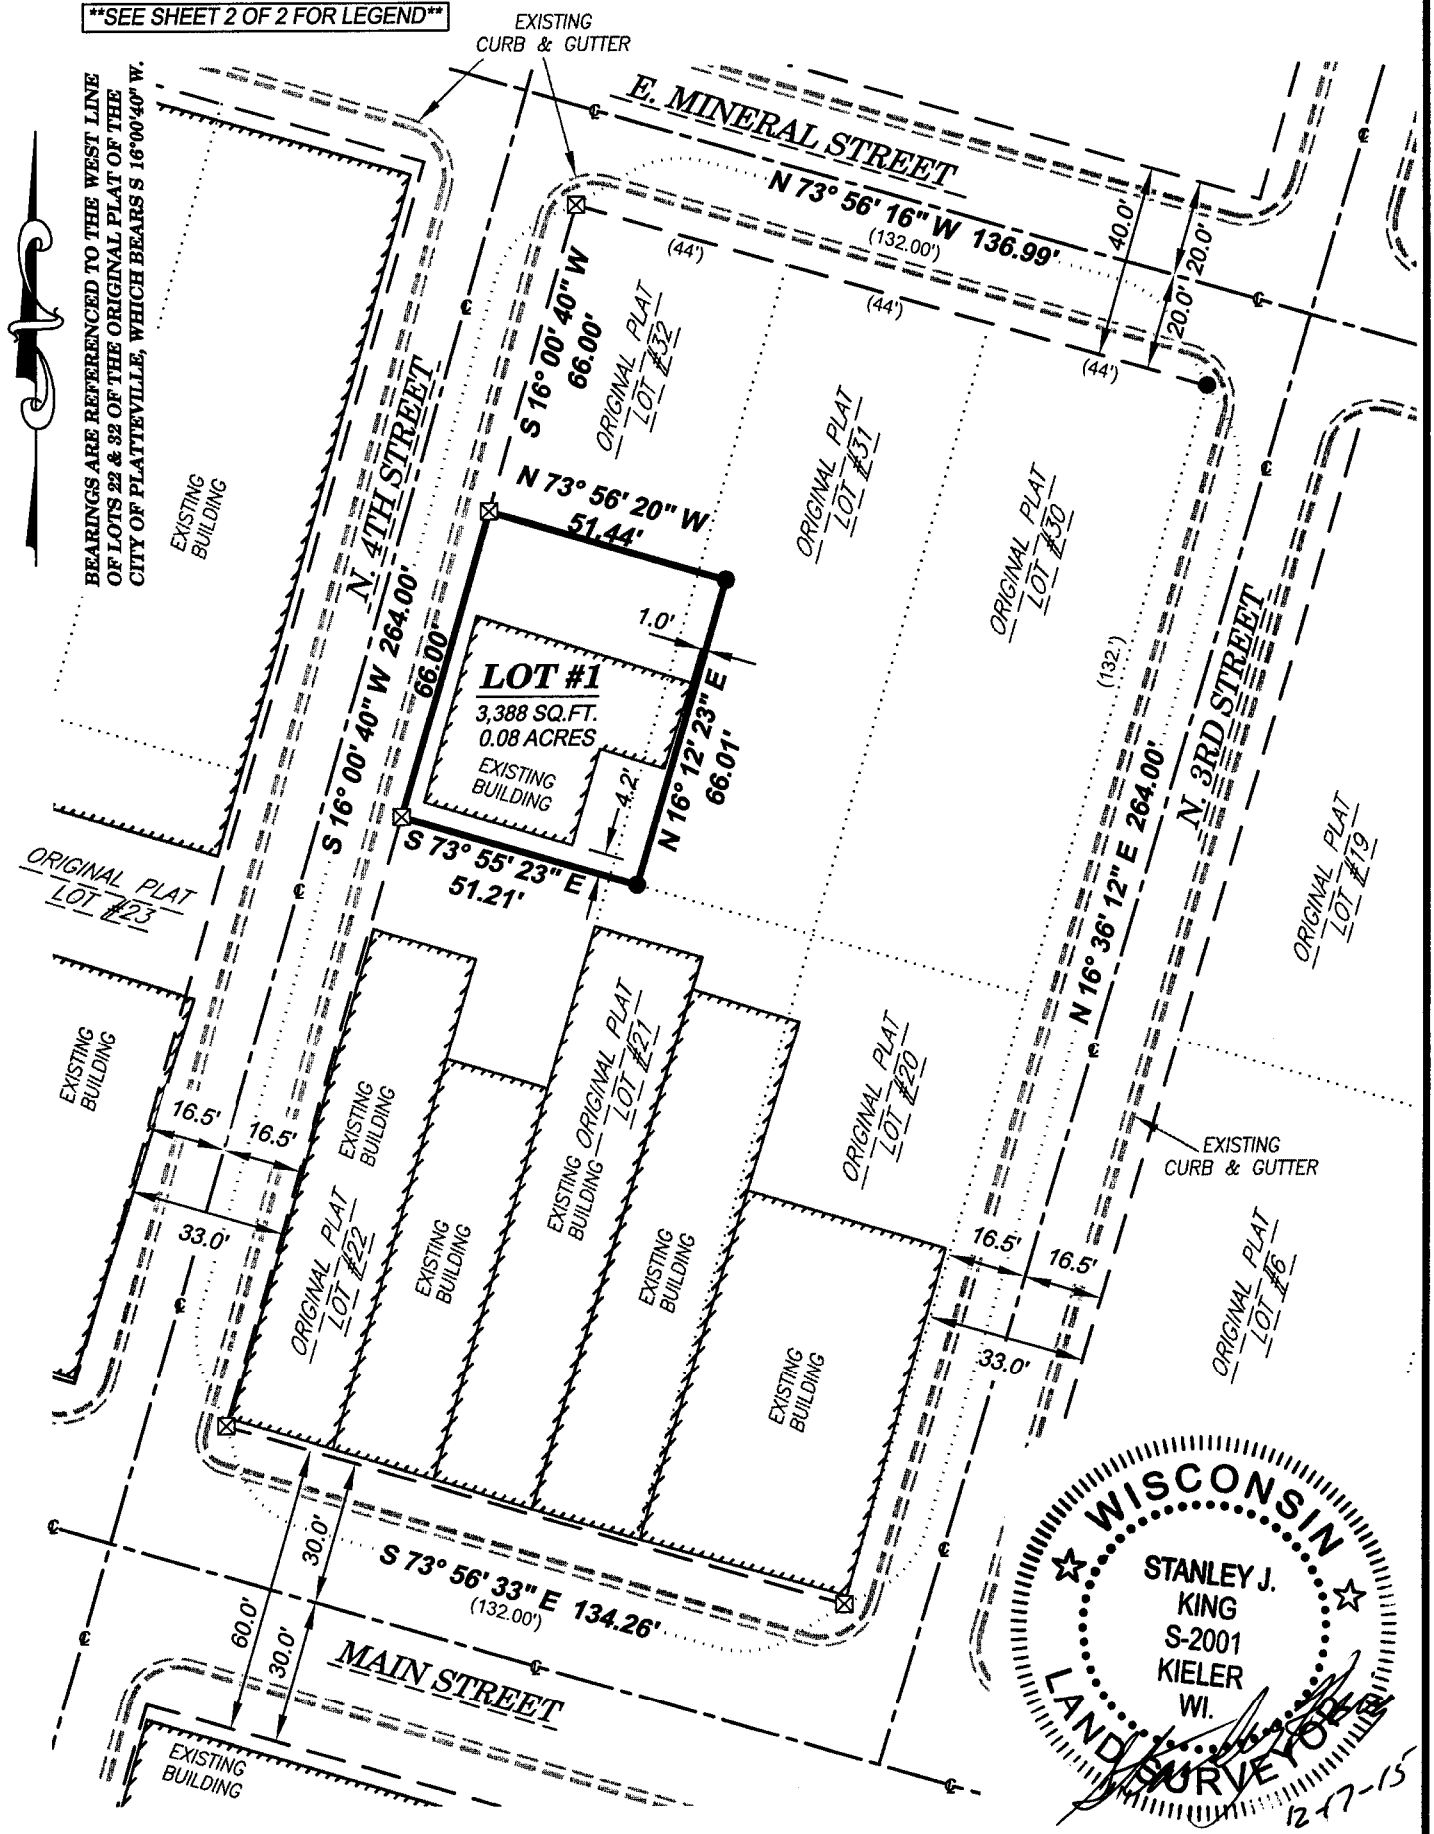 **SEE SHEET 2 OF 2 FOR LEGEND**
BEARINGS ARE REFERENCED TO THE WEST LINE
OF LOTS 22 & 32 OF THE ORIGINAL PLAT OF THE
CITY OF PLATTEVILLE, WHICH BEARS S 16°00'40" W.
EXISTING
CURB & GUTTER
E. MINERAL STREET
N 73° 56' 16" W 136.99'
(132.00')
(44')
(44')
(44')
40.0'
20.0'
20.0'
S 16° 00' 40" W
66.00'
ORIGINAL PLAT
LOT #32
ORIGINAL PLAT
LOT #31
ORIGINAL PLAT
LOT #30
EXISTING
BUILDING
N. 4TH STREET
S 16° 00' 40" W 264.00'
N 73° 56' 20" W
51.44'
66.00'
1.0'
LOT #1
3,388 SQ.FT.
0.08 ACRES
EXISTING
BUILDING
4.2'
N 16° 12' 23" E
66.01'
S 73° 55' 23" E
51.21'
(132.')
N 16° 36' 12" E 264.00'
N. 3RD STREET
ORIGINAL PLAT
LOT #19
ORIGINAL PLAT
LOT #23
EXISTING
BUILDING
16.5'
16.5'
33.0'
EXISTING
BUILDING
ORIGINAL PLAT
LOT #22
EXISTING
BUILDING
EXISTING
BUILDING
ORIGINAL PLAT
LOT #21
EXISTING
BUILDING
ORIGINAL PLAT
LOT #20
EXISTING
BUILDING
16.5'
16.5'
33.0'
EXISTING
CURB & GUTTER
ORIGINAL PLAT
LOT #6
30.0'
60.0'
30.0'
S 73° 56' 33" E 134.26'
(132.00')
MAIN STREET
EXISTING
BUILDING
WISCONSIN
STANLEY J.
KING
S-2001
KIELER
WI.
LAND SURVEYOR
12-17-15